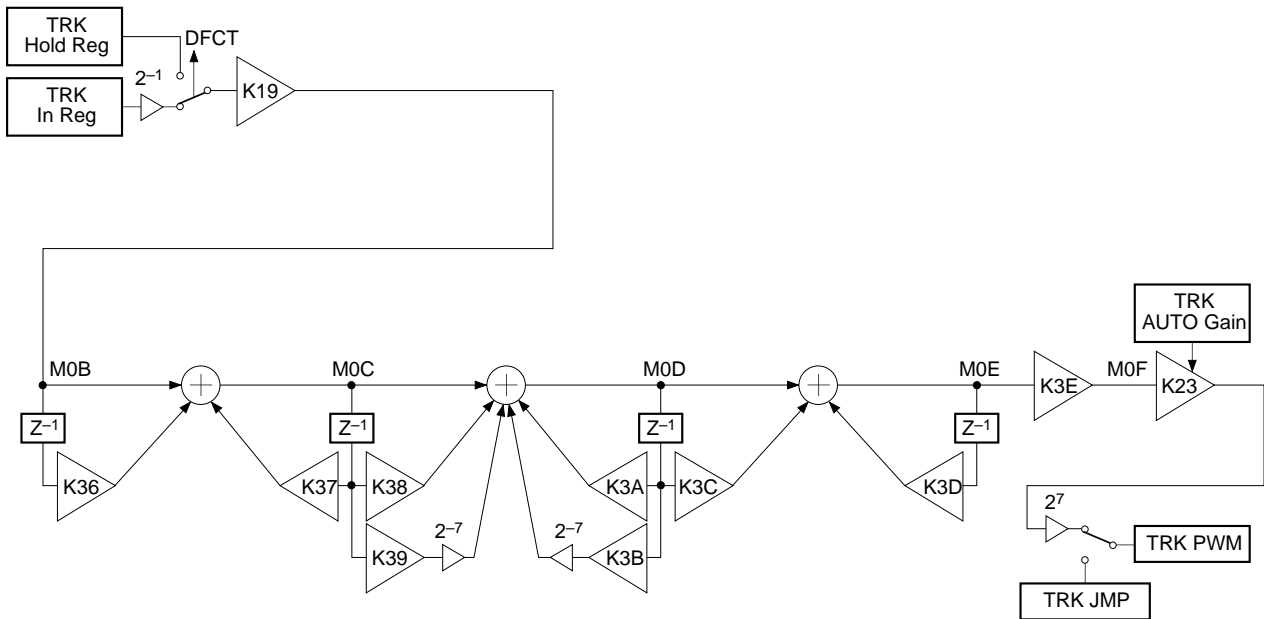 TRK
Hold Reg
DFCT
TRK
In Reg
2⁻¹
K19
TRK
AUTO Gain
M0B
M0C
M0D
M0E
K3E
M0F
K23
Z⁻¹
Z⁻¹
Z⁻¹
Z⁻¹
K36
K37
K38
K3A
K3C
K3D
K39
2⁻⁷
2⁻⁷
K3B
2⁷
TRK PWM
TRK JMP